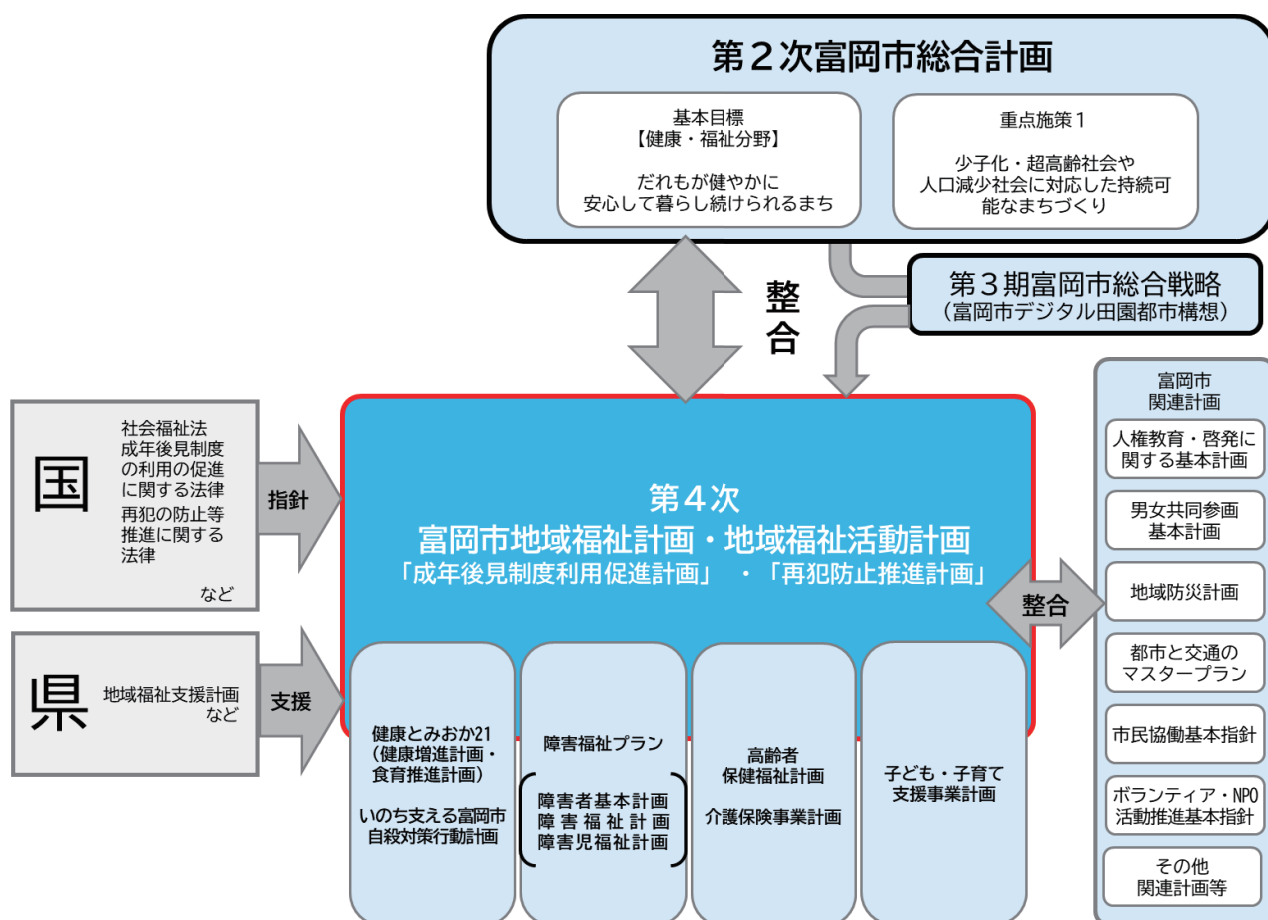 第２次富岡市総合計画
基本目標
【健康・福祉分野】
だれもが健やかに
安心して暮らし続けられるまち
重点施策１
少子化・超高齢社会や
人口減少社会に対応した持続可
能なまちづくり
整合
第３期富岡市総合戦略
（富岡市デジタル田園都市構想）
国
社会福祉法
成年後見制度
の利用の促進
に関する法律
再犯の防止等
推進に関する
法律
など
指針
県
地域福祉支援計画
など
支援
第４次
富岡市地域福祉計画・地域福祉活動計画
「成年後見制度利用促進計画」 ・「再犯防止推進計画」
健康とみおか21
（健康増進計画・
食育推進計画）
いのち支える富岡市
自殺対策行動計画
障害福祉プラン
障害者基本計画
障害福祉計画
障害児福祉計画
高齢者
保健福祉計画
介護保険事業計画
子ども・子育て
支援事業計画
整合
富岡市
関連計画
人権教育・啓発に
関する基本計画
男女共同参画
基本計画
地域防災計画
都市と交通の
マスタープラン
市民協働基本指針
ボランティア・NPO
活動推進基本指針
その他
関連計画等